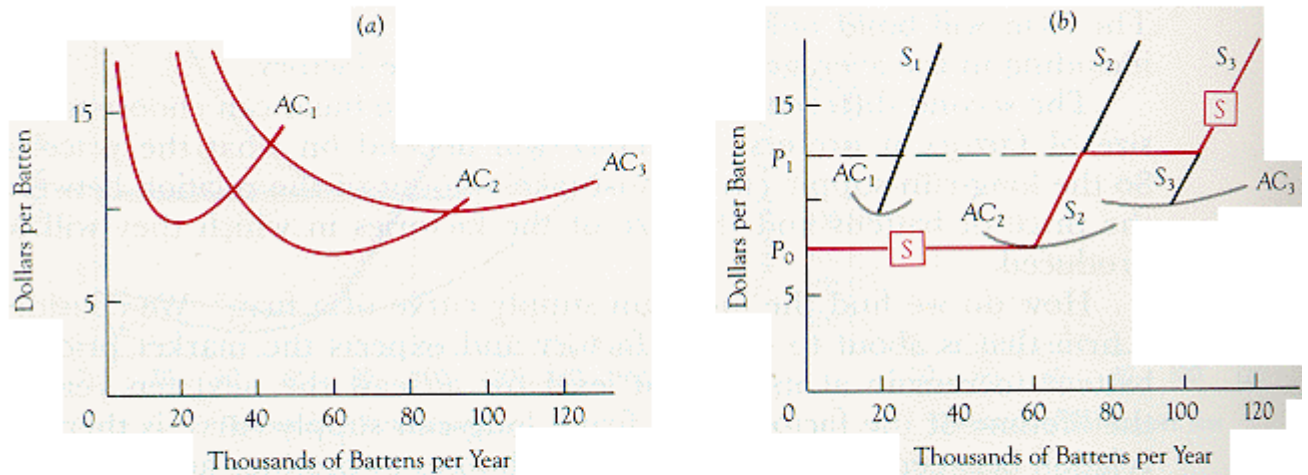 (a)
15
5
0
20
40
60
80
100
120
AC₁
AC₂
AC₃
Dollars per Batten
Thousands of Battens per Year
(b)
S₁
S₂
S₃
15
S
P₁
AC₁
S₃
AC₃
AC₂
S₂
P₀
S
5
0
20
40
60
80
100
120
Dollars per Batten
Thousands of Battens per Year